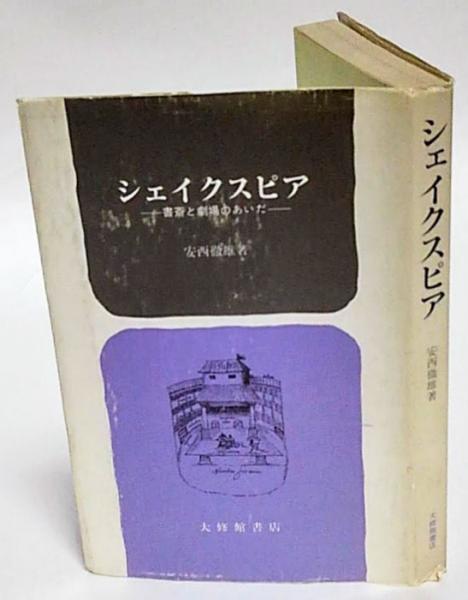 シェイクスピア
―書斎と劇場のあいだ―
安西徹雄著
大修館書店
シェイクスピア
安西徹雄著
大修館書店